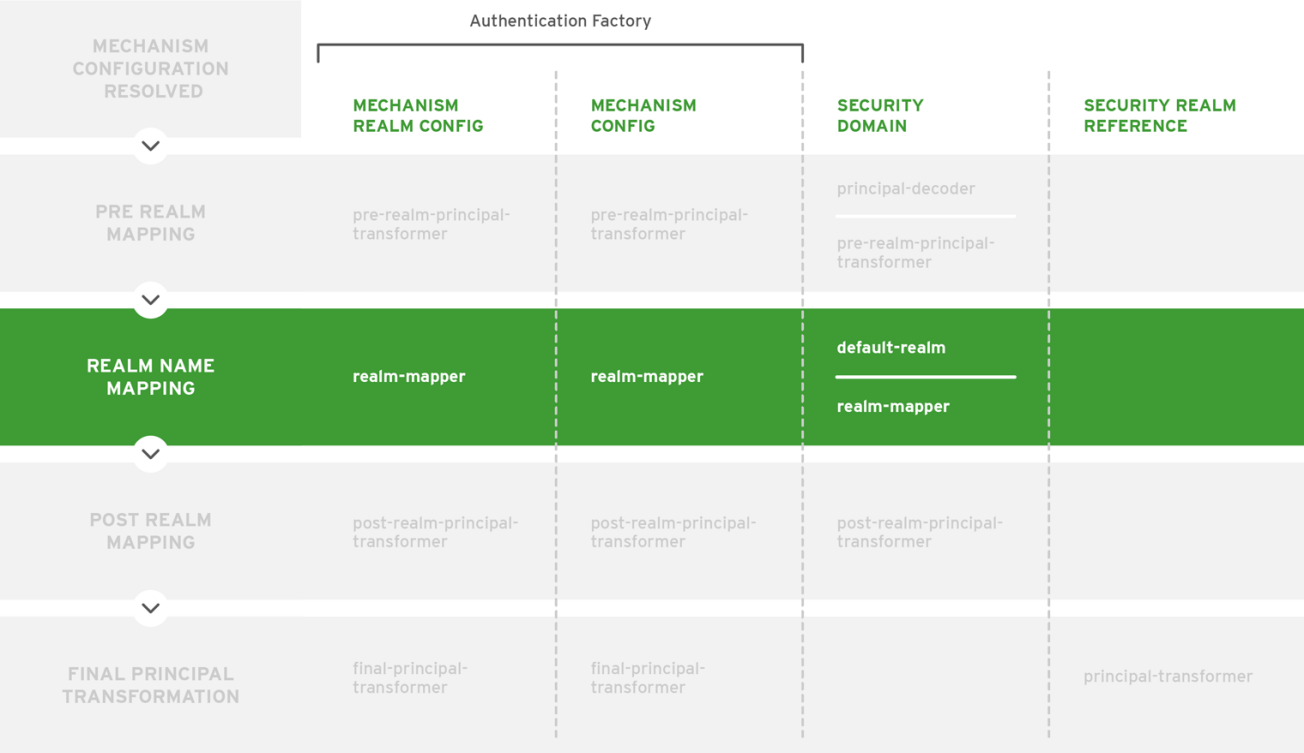 Authentication Factory
MECHANISM
CONFIGURATION
RESOLVED
MECHANISM
REALM CONFIG
MECHANISM
CONFIG
SECURITY
DOMAIN
SECURITY REALM
REFERENCE
PRE REALM
MAPPING
pre-realm-principal-
transformer
pre-realm-principal-
transformer
principal-decoder
pre-realm-principal-
transformer
REALM NAME
MAPPING
realm-mapper
realm-mapper
default-realm
realm-mapper
POST REALM
MAPPING
post-realm-principal-
transformer
post-realm-principal-
transformer
post-realm-principal-
transformer
FINAL PRINCIPAL
TRANSFORMATION
final-principal-
transformer
final-principal-
transformer
principal-transformer